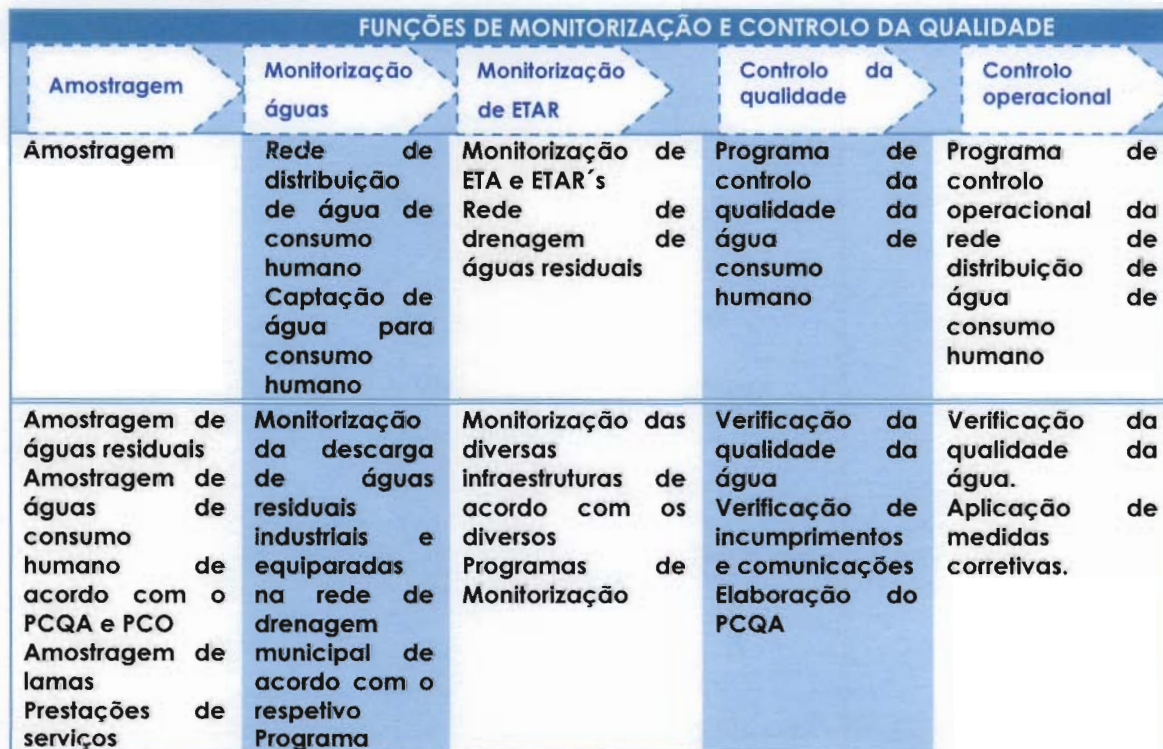 FUNÇÕES DE MONITORIZAÇÃO E CONTROLO DA QUALIDADE
Amostragem
Monitorização
águas
Monitorização
de ETAR
Controlo da
qualidade
Controlo
operacional
Amostragem
Rede de
distribuição
de água de
consumo
humano
Captação de
água para
consumo
humano
Monitorização de
ETA e ETAR´s
Rede de
drenagem de
águas residuais
Programa de
controlo da
qualidade da
água de
consumo
humano
Programa de
controlo
operacional da
rede de
distribuição de
água de
consumo
humano
Amostragem de
águas residuais
Amostragem de
águas de
consumo
humano de
acordo com o
PCQA e PCO
Amostragem de
lamas
Prestações de
serviços
Monitorização
da descarga
de águas
residuais
industriais e
equiparadas
na rede de
drenagem
municipal de
acordo com o
respetivo
Programa
Monitorização das
diversas
infraestruturas de
acordo com os
diversos
Programas de
Monitorização
Verificação da
qualidade da
água
Verificação de
incumprimentos
e comunicações
Elaboração do
PCQA
Verificação da
qualidade da
água.
Aplicação de
medidas
corretivas.